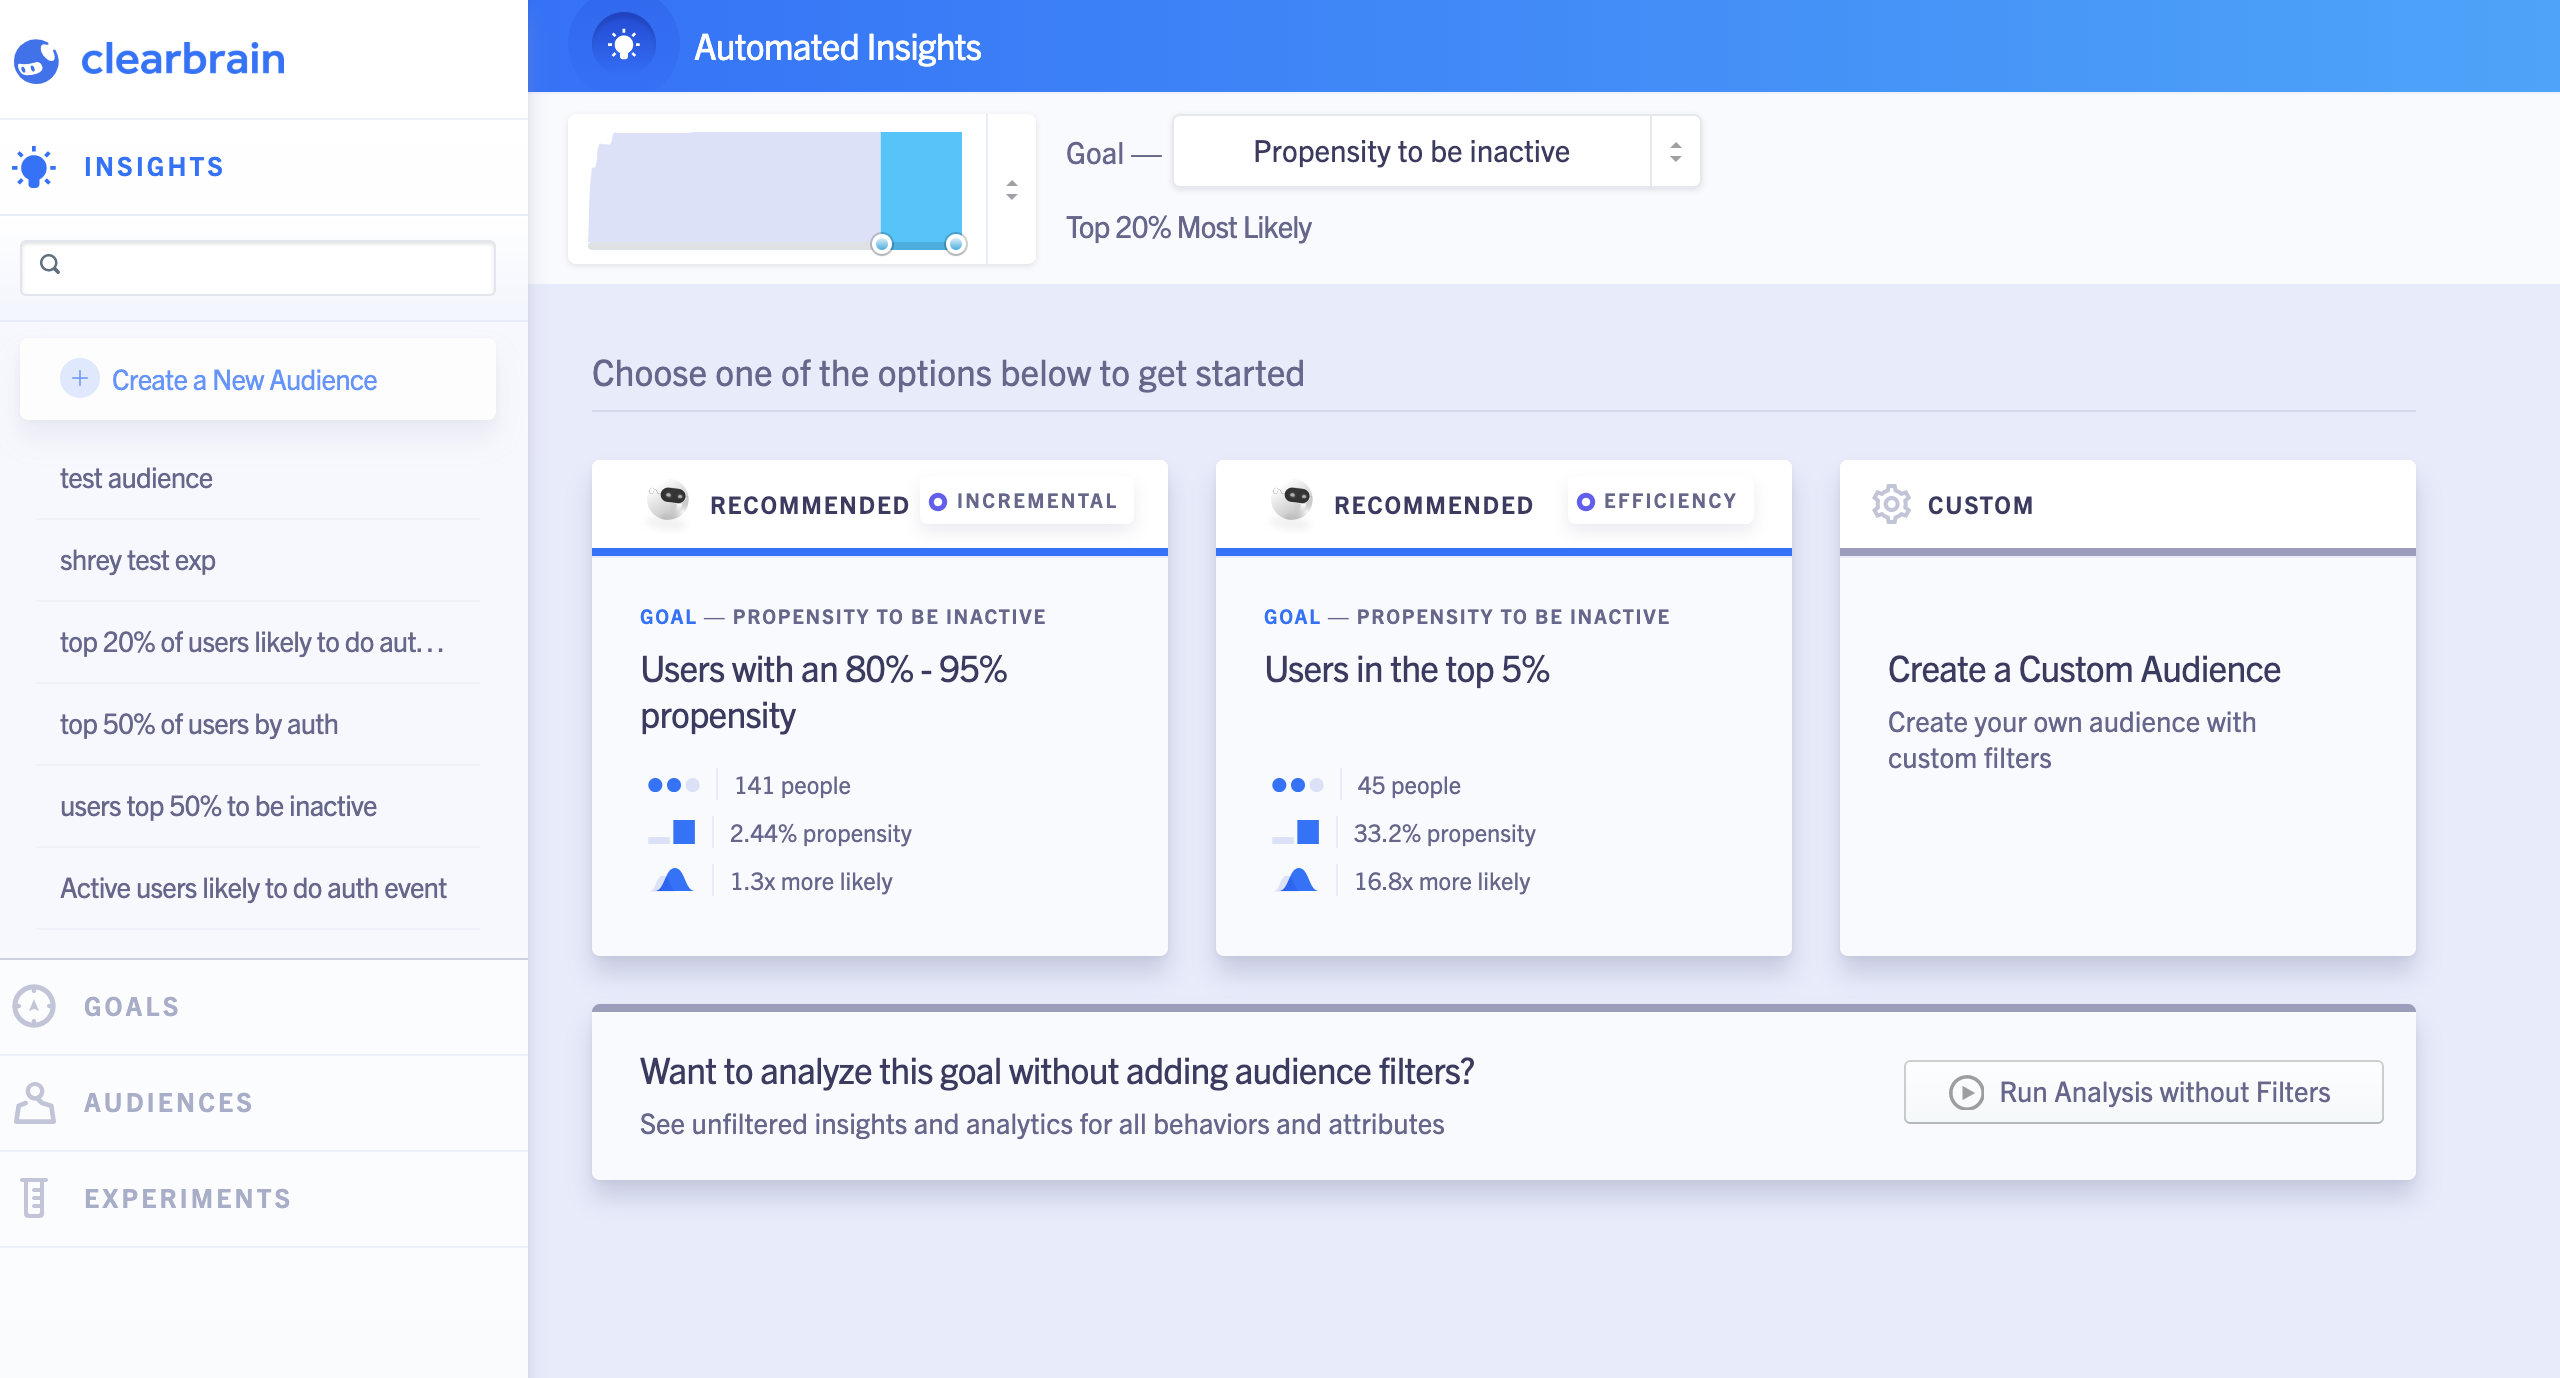 clearbrain
INSIGHTS
Create a New Audience
test audience
shrey test exp
top 20% of users likely to do aut...
top 50% of users by auth
users top 50% to be inactive
Active users likely to do auth event
GOALS
AUDIENCES
EXPERIMENTS
Automated Insights
Goal — Propensity to be inactive
Top 20% Most Likely
Choose one of the options below to get started
RECOMMENDED INCREMENTAL
GOAL — PROPENSITY TO BE INACTIVE
Users with an 80% - 95%
propensity
141 people
2.44% propensity
1.3x more likely
RECOMMENDED EFFICIENCY
GOAL — PROPENSITY TO BE INACTIVE
Users in the top 5%
45 people
33.2% propensity
16.8x more likely
CUSTOM
Create a Custom Audience
Create your own audience with
custom filters
Want to analyze this goal without adding audience filters?
See unfiltered insights and analytics for all behaviors and attributes
Run Analysis without Filters